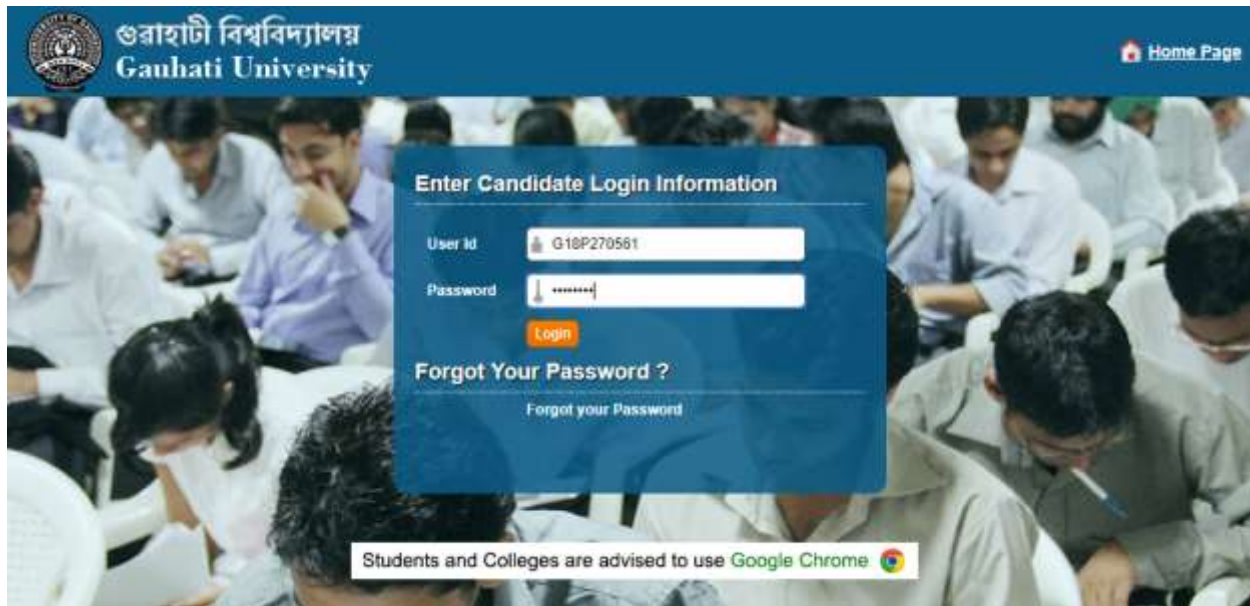 গুৱাহাটী বিশ্ববিদ্যালয়
Gauhati University
Home Page
Enter Candidate Login Information
User Id
G18P270561
Password
••••••••
Login
Forgot Your Password ?
Forgot your Password
Students and Colleges are advised to use Google Chrome